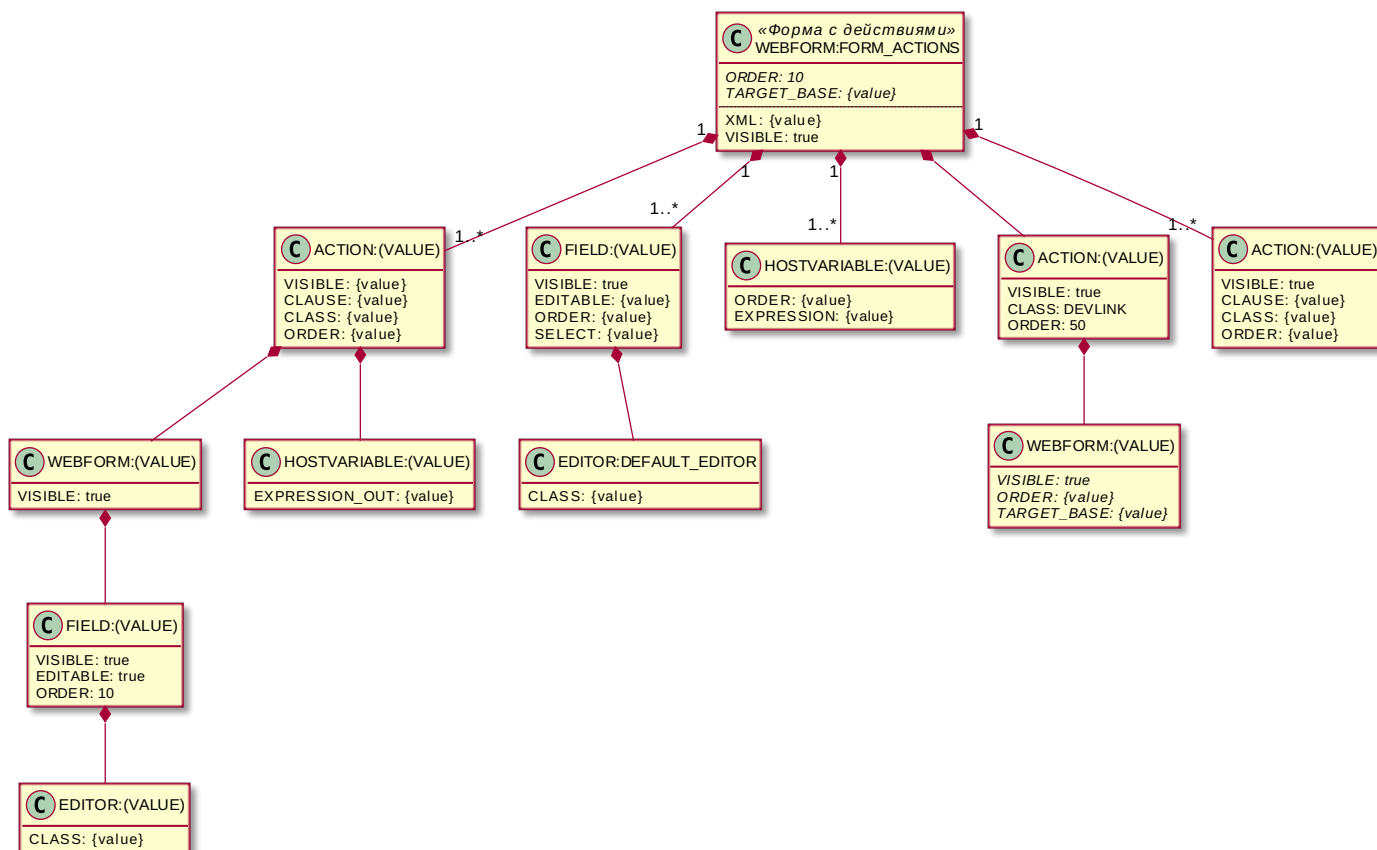 C
«Форма с действиями»
WEBFORM:FORM_ACTIONS
ORDER: 10
TARGET_BASE: {value}
XML: {value}
VISIBLE: true
1
1
1
1
1..*
1..*
1..*
1..*
C
ACTION:(VALUE)
VISIBLE: {value}
CLAUSE: {value}
CLASS: {value}
ORDER: {value}
C
FIELD:(VALUE)
VISIBLE: true
EDITABLE: {value}
ORDER: {value}
SELECT: {value}
C
HOSTVARIABLE:(VALUE)
ORDER: {value}
EXPRESSION: {value}
C
ACTION:(VALUE)
VISIBLE: true
CLASS: DEVLINK
ORDER: 50
C
ACTION:(VALUE)
VISIBLE: true
CLAUSE: {value}
CLASS: {value}
ORDER: {value}
C
WEBFORM:(VALUE)
VISIBLE: true
C
HOSTVARIABLE:(VALUE)
EXPRESSION_OUT: {value}
C
EDITOR:DEFAULT_EDITOR
CLASS: {value}
C
WEBFORM:(VALUE)
VISIBLE: true
ORDER: {value}
TARGET_BASE: {value}
C
FIELD:(VALUE)
VISIBLE: true
EDITABLE: true
ORDER: 10
C
EDITOR:(VALUE)
CLASS: {value}